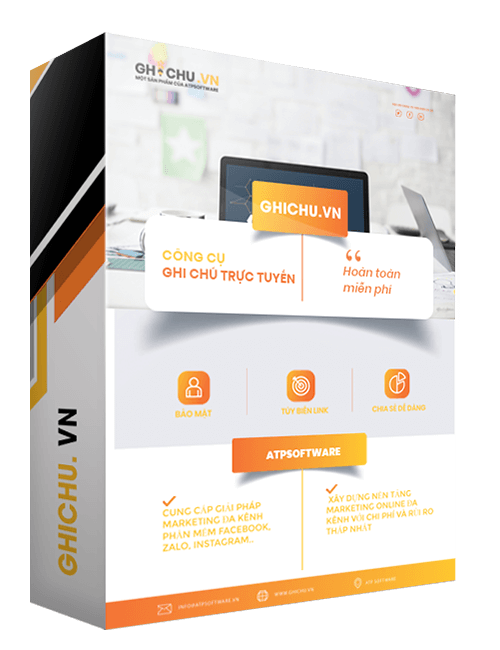 GHICHU.VN
MỘT SẢN PHẨM CỦA ATPSOFTWARE
GHICHU.VN
CÔNG CỤ
GHI CHÚ TRỰC TUYẾN
“
Hoàn toàn
miễn phí
BẢO MẬT
TÙY BIẾN LINK
CHIA SẺ DỄ DÀNG
ATPSOFTWARE
CUNG CẤP GIẢI PHÁP
MARKETING ĐA KÊNH
PHẦN MỀM FACEBOOK,
ZALO, INSTAGRAM...
XÂY DỰNG NỀN TẢNG
MARKETING ONLINE ĐA
KÊNH VỚI CHI PHÍ VÀ RỦI RO
THẤP NHẤT
INFO@ATPSOFTWARE.VN
WWW.GHICHU.VN
ATP SOFTWARE
GHICHU. VN